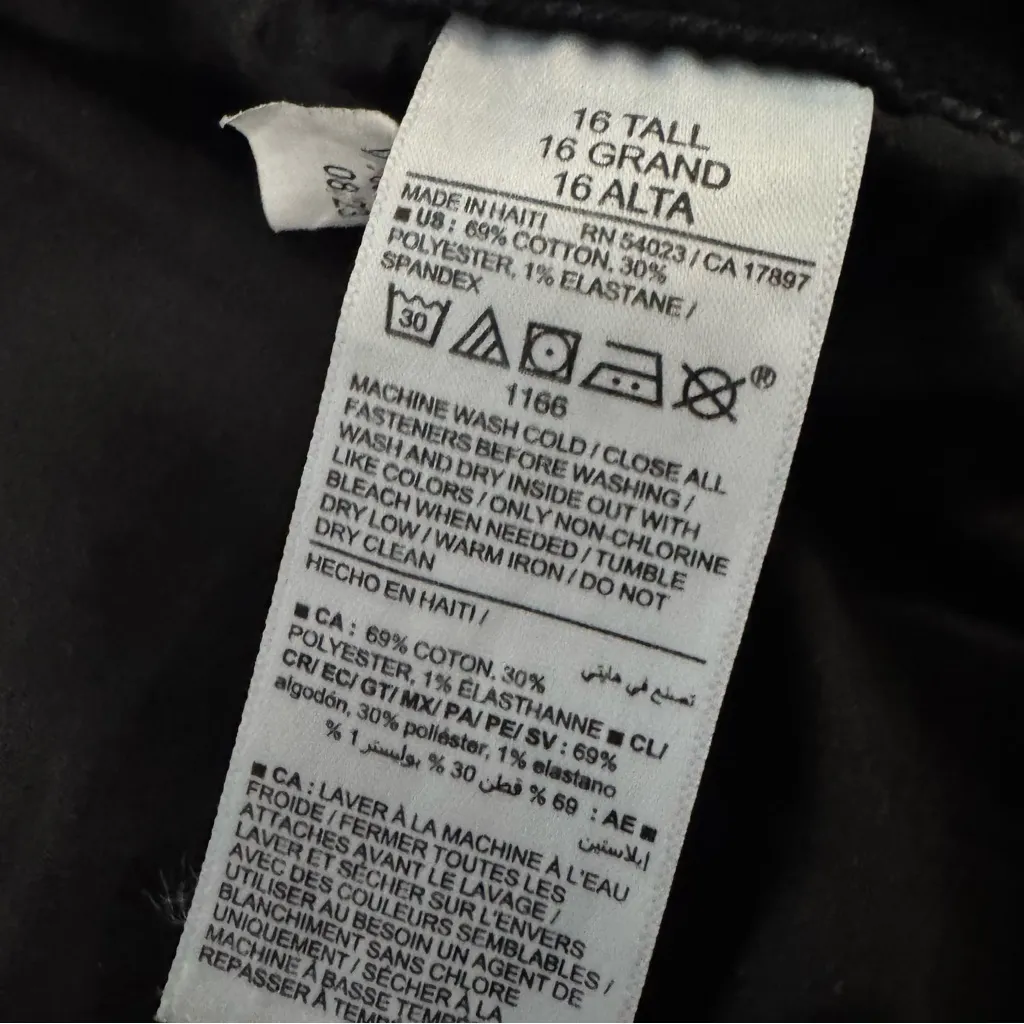 16 TALL
16 GRAND
16 ALTA
MADE IN HAITI RN 54023 / CA 17897
■ US : 69% COTTON, 30%
POLYESTER, 1% ELASTANE /
SPANDEX
30
®
1166
MACHINE WASH COLD / CLOSE ALL
FASTENERS BEFORE WASHING /
WASH AND DRY INSIDE OUT WITH
LIKE COLORS / ONLY NON-CHLORINE
BLEACH WHEN NEEDED / TUMBLE
DRY LOW / WARM IRON / DO NOT
DRY CLEAN
HECHO EN HAITI /
تصنع في هايتي
■ CA : 69% COTON, 30%
POLYESTER, 1% ÉLASTHANNE ■ CL/
CR/ EC/ GT/ MX/ PA/ PE/ SV : 69%
algodón, 30% poliéster, 1% elastano
■ AE : 69 % قطن 30 % بوليستر 1 %
إيلاستين
■ CA : LAVER À LA MACHINE À L'EAU
FROIDE / FERMER TOUTES LES
ATTACHES AVANT LE LAVAGE /
LAVER ET SÉCHER SUR L'ENVERS
AVEC DES COULEURS SEMBLABLES /
UTILISER AU BESOIN UN AGENT DE
BLANCHIMENT SANS CHLORE
UNIQUEMENT / SÉCHER À LA
MACHINE À BASSE
REPASSER À
08 23